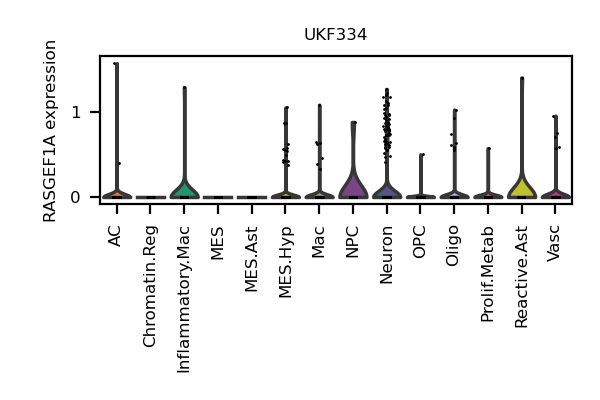 UKF334
RASGEF1A expression
1
0
AC
Chromatin.Reg
Inflammatory.Mac
MES
MES.Ast
MES.Hyp
Mac
NPC
Neuron
OPC
Oligo
Prolif.Metab
Reactive.Ast
Vasc